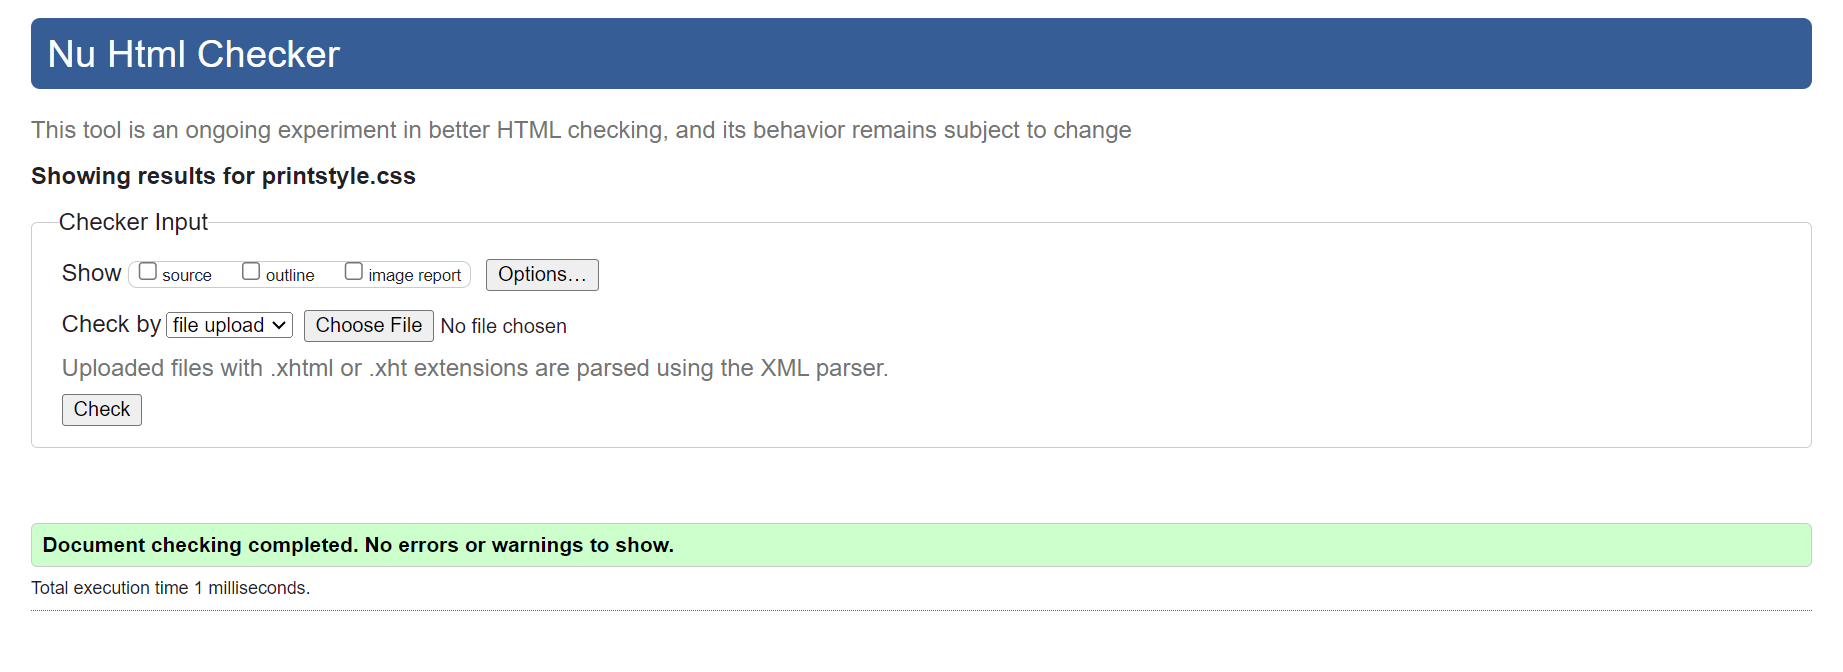 Nu Html Checker
This tool is an ongoing experiment in better HTML checking, and its behavior remains subject to change
Showing results for printstyle.css
Checker Input
Show source outline image report Options…
Check by file upload Choose File No file chosen
Uploaded files with .xhtml or .xht extensions are parsed using the XML parser.
Check
Document checking completed. No errors or warnings to show.
Total execution time 1 milliseconds.